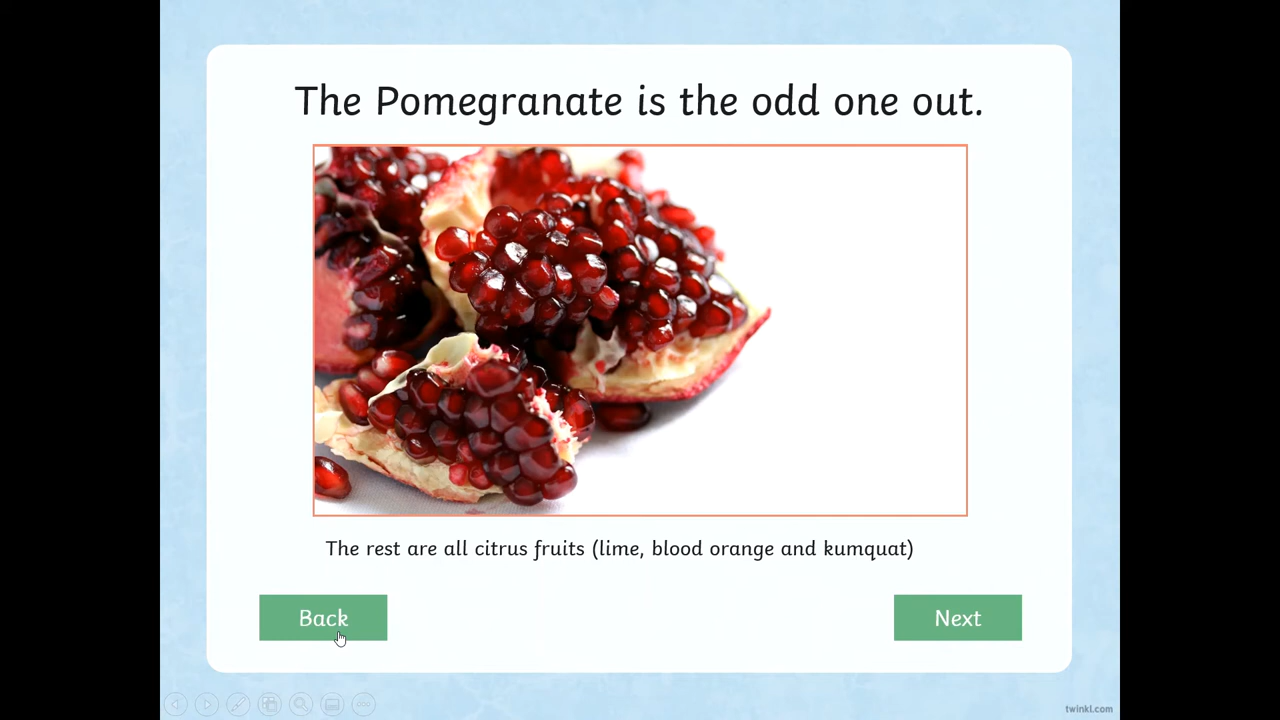 The Pomegranate is the odd one out.
The rest are all citrus fruits (lime, blood orange and kumquat)
Back
Next
twinkl.com